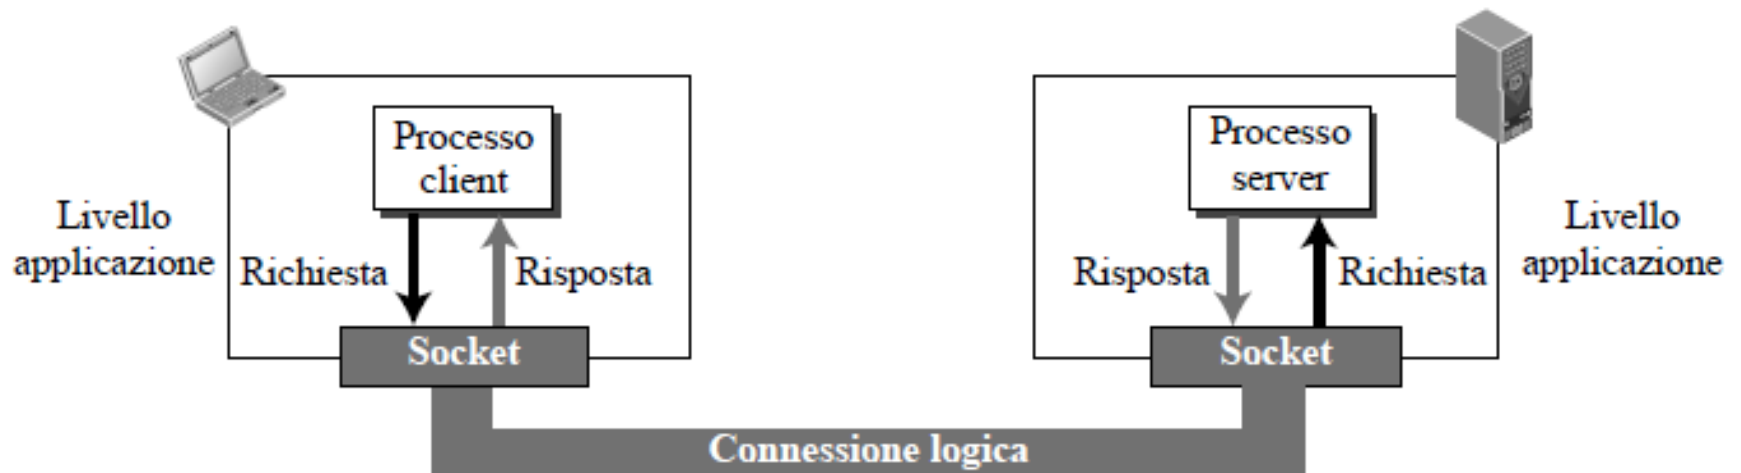 Processo
client
Livello
applicazione
Richiesta
Risposta
Socket
Processo
server
Livello
applicazione
Risposta
Richiesta
Socket
Connessione logica